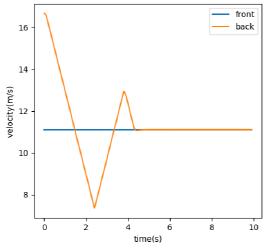 front
back
16
14
12
10
8
velocity(m/s)
0 2 4 6 8 10
time(s)